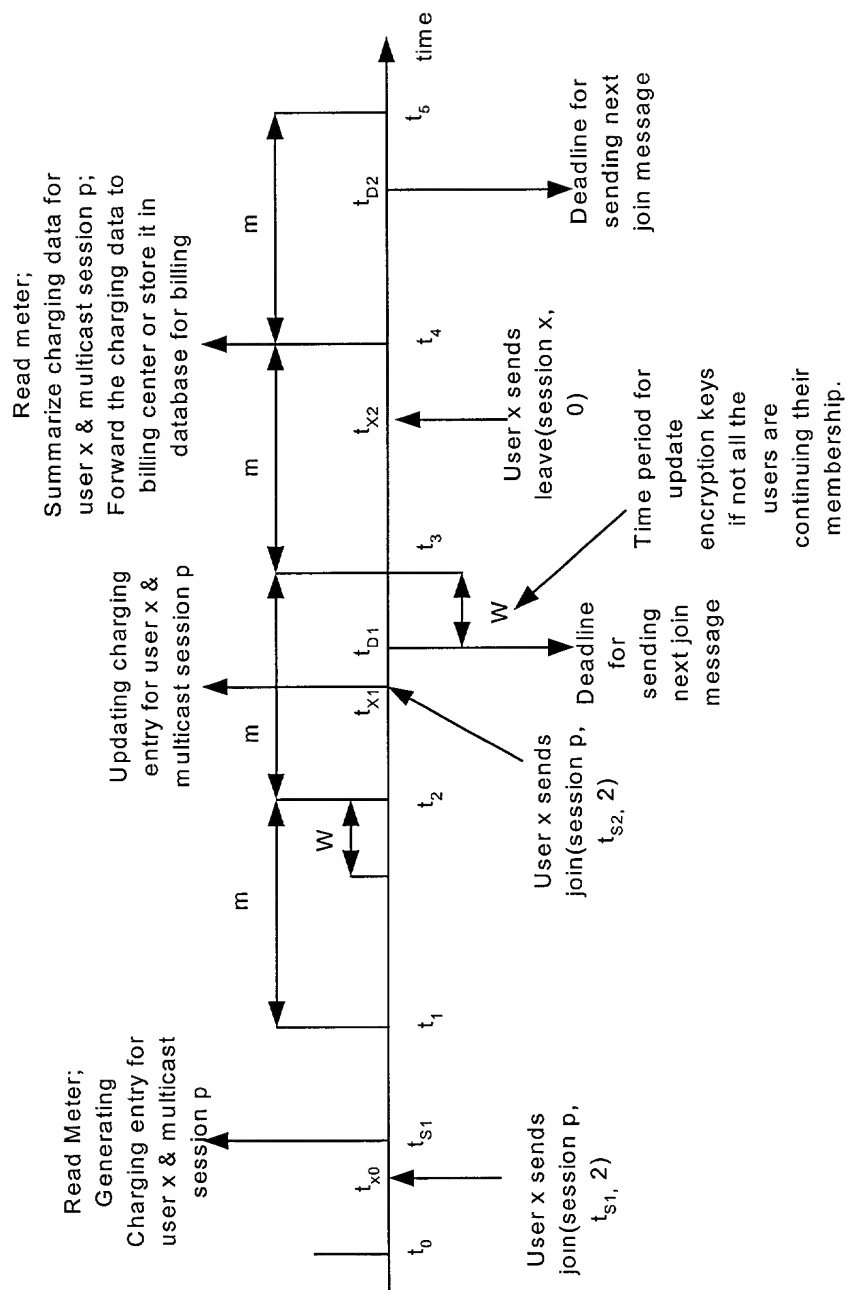 Read Meter;
Generating
Charging entry for
user x & multicast
session p
Updating charging
entry for user x &
multicast session p
Read meter;
Summarize charging data for
user x & multicast session p;
Forward the charging data to
billing center or store it in
database for billing
m
m
m
m
W
W
t0
tx0
tS1
t1
t2
tX1
tD1
t3
tX2
t4
tD2
t5
time
User x sends
join(session p,
tS1, 2)
User x sends
join(session p,
tS2, 2)
Deadline
for
sending
next join
message
Time period for
update
encryption keys
if not all the
users are
continuing their
membership.
User x sends
leave(session x,
0)
Deadline for
sending next
join message